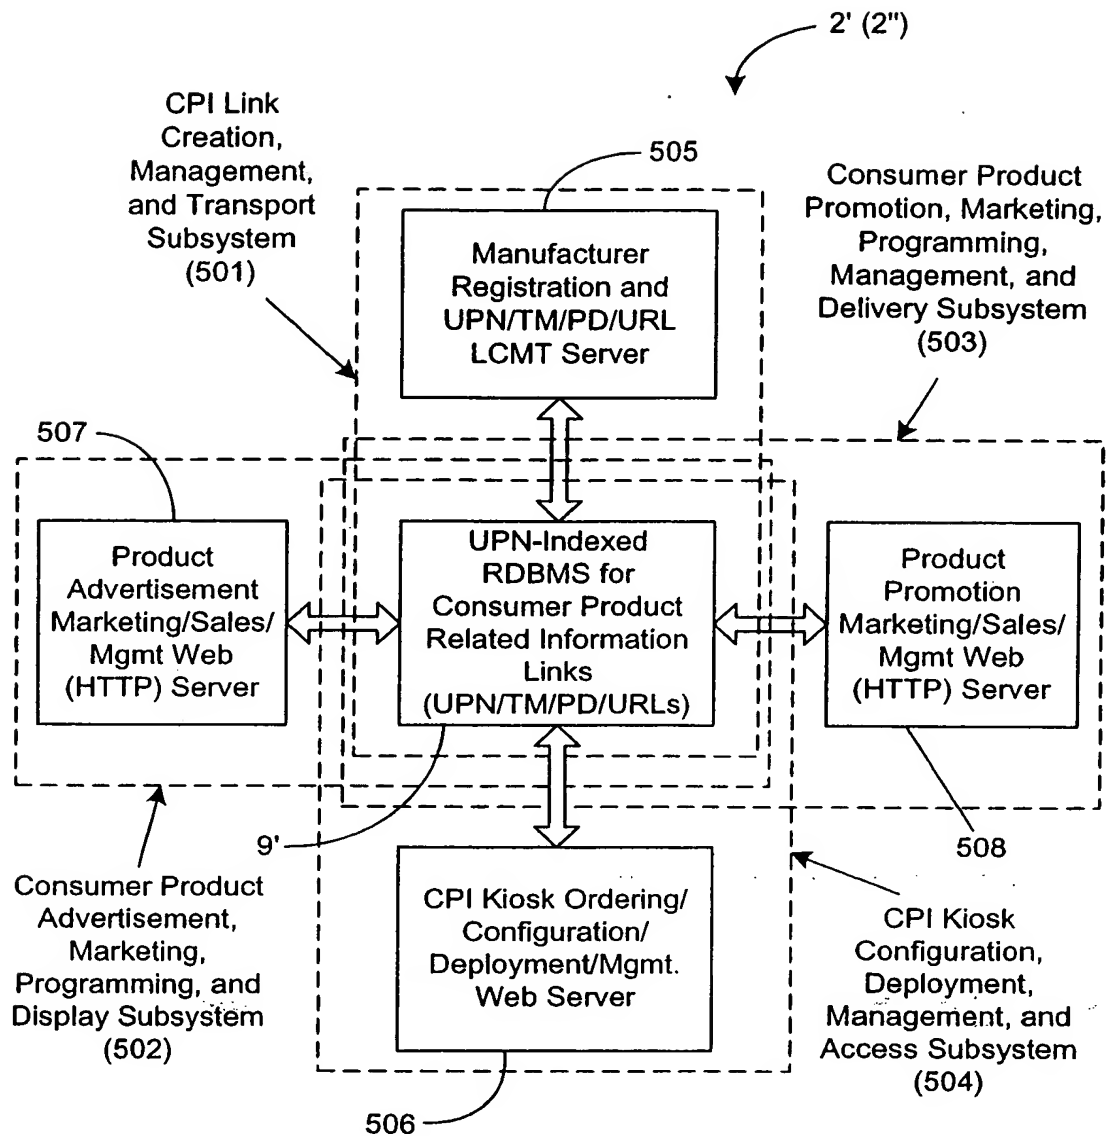 2' (2")
CPI Link
Creation,
Management,
and Transport
Subsystem
(501)
505
Consumer Product
Promotion, Marketing,
Programming,
Management, and
Delivery Subsystem
(503)
Manufacturer
Registration and
UPN/TM/PD/URL
LCMT Server
507
Product
Advertisement
Marketing/Sales/
Mgmt Web
(HTTP) Server
UPN-Indexed
RDBMS for
Consumer Product
Related Information
Links
(UPN/TM/PD/URLs)
Product
Promotion
Marketing/Sales/
Mgmt Web
(HTTP) Server
9'
508
Consumer Product
Advertisement,
Marketing,
Programming, and
Display Subsystem
(502)
CPI Kiosk Ordering/
Configuration/
Deployment/Mgmt.
Web Server
CPI Kiosk
Configuration,
Deployment,
Management, and
Access Subsystem
(504)
506